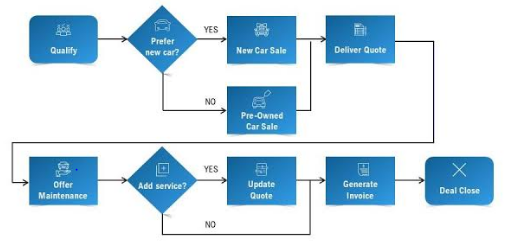 Qualify
Prefer
new car?
YES
New Car Sale
Deliver Quote
NO
Pre-Owned
Car Sale
Offer
Maintenance
Add service?
YES
Update
Quote
Generate
Invoice
Deal Close
NO